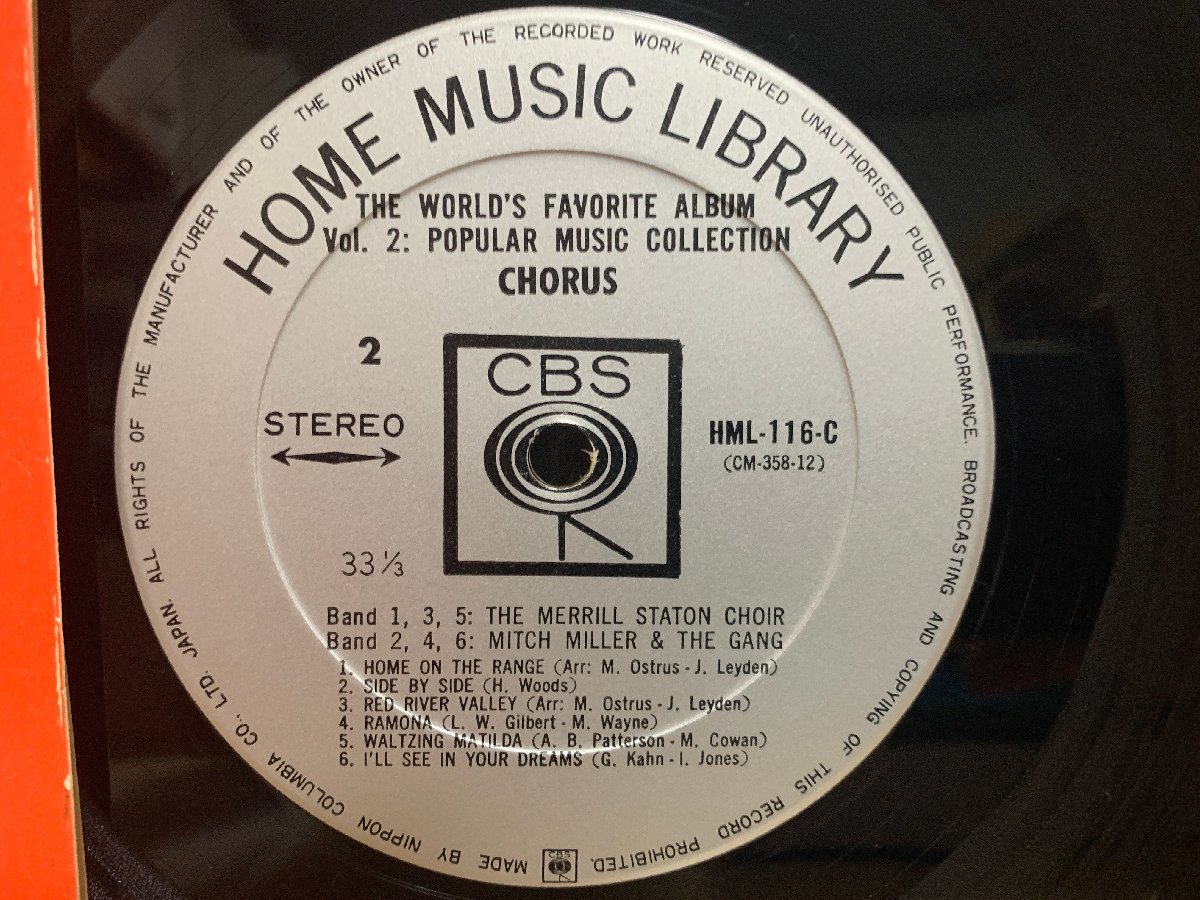 MADE BY NIPPON COLUMBIA CO., LTD. JAPAN. ALL RIGHTS OF THE MANUFACTURER AND OF THE OWNER OF THE RECORDED WORK RESERVED UNAUTHORISED PUBLIC PERFORMANCE. BROADCASTING AND COPYING OF THIS RECORD PROHIBITED.
HOME MUSIC LIBRARY
THE WORLD'S FAVORITE ALBUM
Vol. 2: POPULAR MUSIC COLLECTION
CHORUS
2
CBS
STEREO
HML-116-C
(CM-358-12)
33 1/3
Band 1, 3, 5: THE MERRILL STATON CHOIR
Band 2, 4, 6: MITCH MILLER & THE GANG
1. HOME ON THE RANGE (Arr: M. Ostrus - J. Leyden)
2. SIDE BY SIDE (H. Woods)
3. RED RIVER VALLEY (Arr: M. Ostrus - J. Leyden)
4. RAMONA (L. W. Gilbert - M. Wayne)
5. WALTZING MATILDA (A. B. Patterson - M. Cowan)
6. I'LL SEE IN YOUR DREAMS (G. Kahn - I. Jones)
CBS